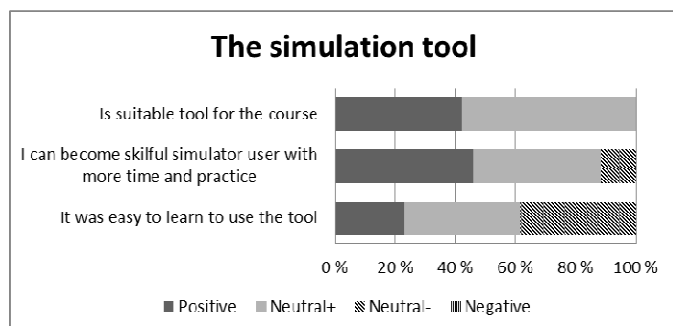 The simulation tool
Is suitable tool for the course
I can become skilful simulator user with
more time and practice
It was easy to learn to use the tool
0 % 20 % 40 % 60 % 80 % 100 %
Positive Neutral+ Neutral- Negative